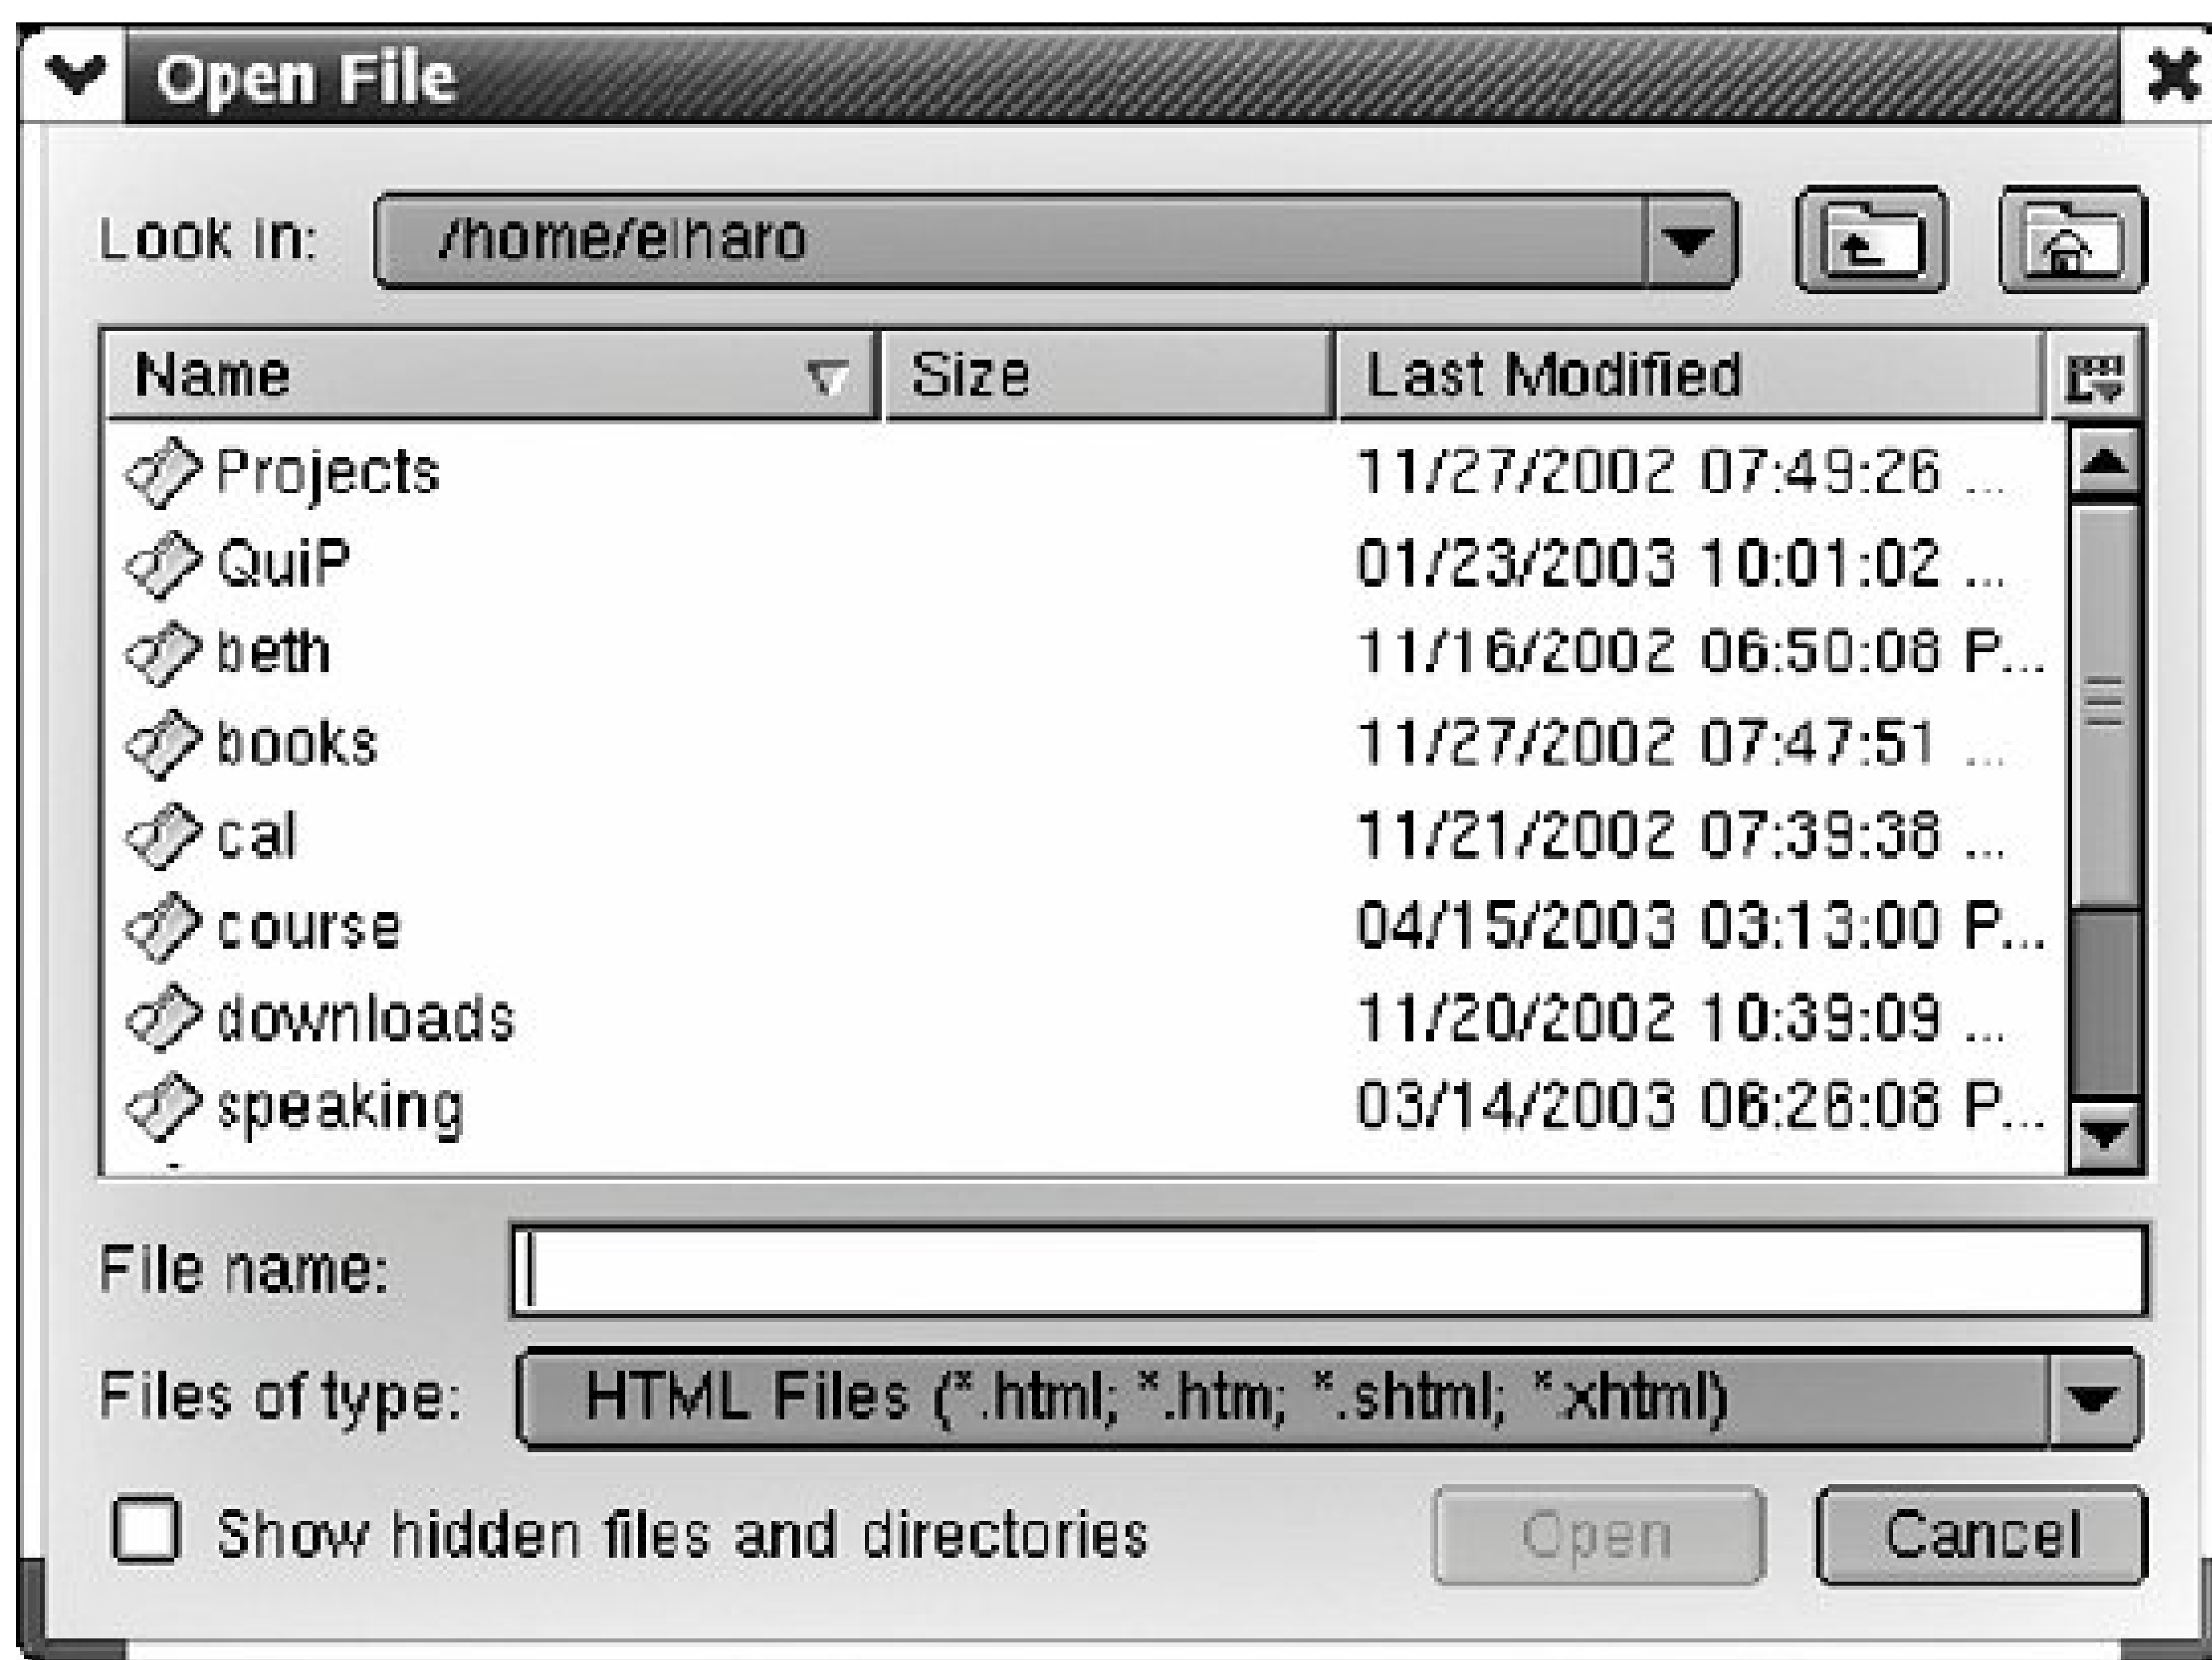 Open File
Look in: /home/elharo
Name Size Last Modified
Projects 11/27/2002 07:49:26 ...
QuiP 01/23/2003 10:01:02 ...
beth 11/16/2002 06:50:08 P...
books 11/27/2002 07:47:51 ...
cal 11/21/2002 07:39:38 ...
course 04/15/2003 03:13:00 P...
downloads 11/20/2002 10:39:09 ...
speaking 03/14/2003 06:26:08 P...
File name:
Files of type: HTML Files (*.html; *.htm; *.shtml; *.xhtml)
Show hidden files and directories Open Cancel